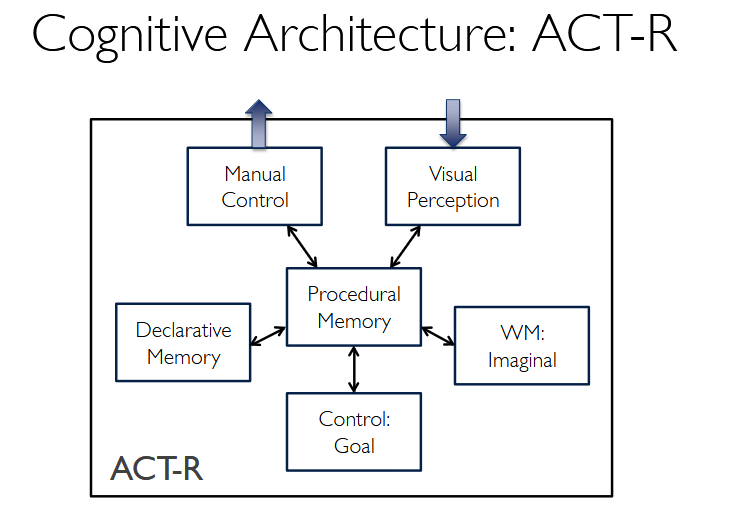 Cognitive Architecture: ACT-R
Manual
Control
Visual
Perception
Procedural
Memory
Declarative
Memory
WM:
Imaginal
Control:
Goal
ACT-R